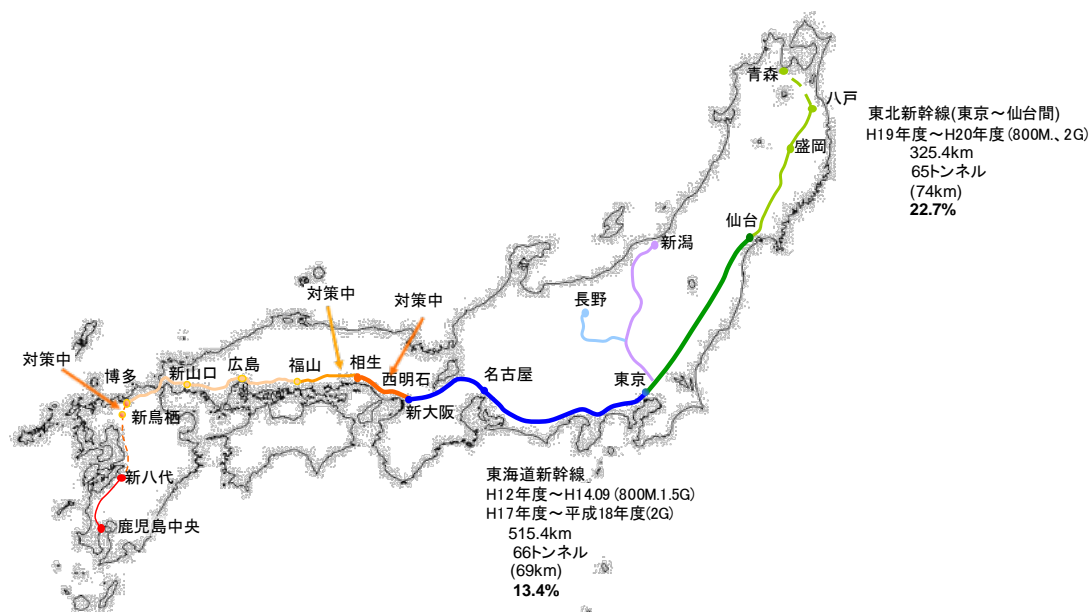 青森
八戸
東北新幹線(東京～仙台間)
H19年度～H20年度(800M.、2G)
325.4km
65トンネル
(74km)
22.7%
盛岡
仙台
新潟
長野
対策中
対策中
対策中
博多
新山口
広島
福山
相生
西明石
名古屋
東京
新大阪
新鳥栖
新八代
鹿児島中央
東海道新幹線
H12年度～H14.09(800M.1.5G)
H17年度～平成18年度(2G)
515.4km
66トンネル
(69km)
13.4%